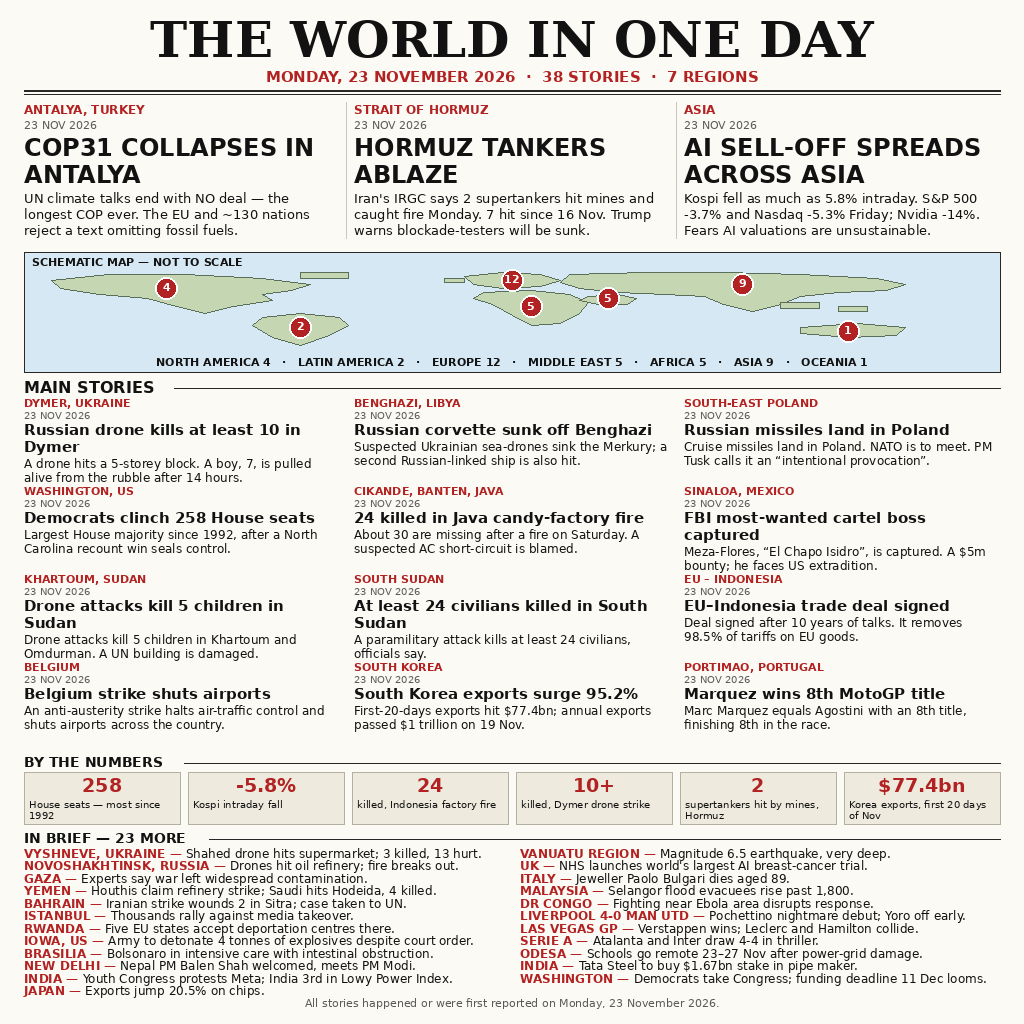 THE WORLD IN ONE DAY
MONDAY, 23 NOVEMBER 2026 · 38 STORIES · 7 REGIONS
ANTALYA, TURKEY
23 NOV 2026
COP31 COLLAPSES IN
ANTALYA
UN climate talks end with NO deal — the
longest COP ever. The EU and ~130 nations
reject a text omitting fossil fuels.
STRAIT OF HORMUZ
23 NOV 2026
HORMUZ TANKERS
ABLAZE
Iran's IRGC says 2 supertankers hit mines and
caught fire Monday. 7 hit since 16 Nov. Trump
warns blockade-testers will be sunk.
ASIA
23 NOV 2026
AI SELL-OFF SPREADS
ACROSS ASIA
Kospi fell as much as 5.8% intraday. S&P 500
-3.7% and Nasdaq -5.3% Friday; Nvidia -14%.
Fears AI valuations are unsustainable.
SCHEMATIC MAP — NOT TO SCALE
4
12
9
5
5
2
1
NORTH AMERICA 4 · LATIN AMERICA 2 · EUROPE 12 · MIDDLE EAST 5 · AFRICA 5 · ASIA 9 · OCEANIA 1
MAIN STORIES
DYMER, UKRAINE
23 NOV 2026
Russian drone kills at least 10 in
Dymer
A drone hits a 5-storey block. A boy, 7, is pulled
alive from the rubble after 14 hours.
BENGHAZI, LIBYA
23 NOV 2026
Russian corvette sunk off Benghazi
Suspected Ukrainian sea-drones sink the Merkury; a
second Russian-linked ship is also hit.
SOUTH-EAST POLAND
23 NOV 2026
Russian missiles land in Poland
Cruise missiles land in Poland. NATO is to meet. PM
Tusk calls it an “intentional provocation”.
WASHINGTON, US
23 NOV 2026
Democrats clinch 258 House seats
Largest House majority since 1992, after a North
Carolina recount win seals control.
CIKANDE, BANTEN, JAVA
23 NOV 2026
24 killed in Java candy-factory fire
About 30 are missing after a fire on Saturday. A
suspected AC short-circuit is blamed.
SINALOA, MEXICO
23 NOV 2026
FBI most-wanted cartel boss
captured
Meza-Flores, “El Chapo Isidro”, is captured. A $5m
bounty; he faces US extradition.
KHARTOUM, SUDAN
23 NOV 2026
Drone attacks kill 5 children in
Sudan
Drone attacks kill 5 children in Khartoum and
Omdurman. A UN building is damaged.
SOUTH SUDAN
23 NOV 2026
At least 24 civilians killed in South
Sudan
A paramilitary attack kills at least 24 civilians,
officials say.
EU – INDONESIA
23 NOV 2026
EU–Indonesia trade deal signed
Deal signed after 10 years of talks. It removes
98.5% of tariffs on EU goods.
BELGIUM
23 NOV 2026
Belgium strike shuts airports
An anti-austerity strike halts air-traffic control and
shuts airports across the country.
SOUTH KOREA
23 NOV 2026
South Korea exports surge 95.2%
First-20-days exports hit $77.4bn; annual exports
passed $1 trillion on 19 Nov.
PORTIMAO, PORTUGAL
23 NOV 2026
Marquez wins 8th MotoGP title
Marc Marquez equals Agostini with an 8th title,
finishing 8th in the race.
BY THE NUMBERS
258
House seats — most since
1992
-5.8%
Kospi intraday fall
24
killed, Indonesia factory fire
10+
killed, Dymer drone strike
2
supertankers hit by mines,
Hormuz
$77.4bn
Korea exports, first 20 days
of Nov
IN BRIEF — 23 MORE
VYSHNEVE, UKRAINE — Shahed drone hits supermarket; 3 killed, 13 hurt.
NOVOSHAKHTINSK, RUSSIA — Drones hit oil refinery; fire breaks out.
GAZA — Experts say war left widespread contamination.
YEMEN — Houthis claim refinery strike; Saudi hits Hodeida, 4 killed.
BAHRAIN — Iranian strike wounds 2 in Sitra; case taken to UN.
ISTANBUL — Thousands rally against media takeover.
RWANDA — Five EU states accept deportation centres there.
IOWA, US — Army to detonate 4 tonnes of explosives despite court order.
BRASILIA — Bolsonaro in intensive care with intestinal obstruction.
NEW DELHI — Nepal PM Balen Shah welcomed, meets PM Modi.
INDIA — Youth Congress protests Meta; India 3rd in Lowy Power Index.
JAPAN — Exports jump 20.5% on chips.
VANUATU REGION — Magnitude 6.5 earthquake, very deep.
UK — NHS launches world's largest AI breast-cancer trial.
ITALY — Jeweller Paolo Bulgari dies aged 89.
MALAYSIA — Selangor flood evacuees rise past 1,800.
DR CONGO — Fighting near Ebola area disrupts response.
LIVERPOOL 4-0 MAN UTD — Pochettino nightmare debut; Yoro off early.
LAS VEGAS GP — Verstappen wins; Leclerc and Hamilton collide.
SERIE A — Atalanta and Inter draw 4-4 in thriller.
ODESA — Schools go remote 23–27 Nov after power-grid damage.
INDIA — Tata Steel to buy $1.67bn stake in pipe maker.
WASHINGTON — Democrats take Congress; funding deadline 11 Dec looms.
All stories happened or were first reported on Monday, 23 November 2026.